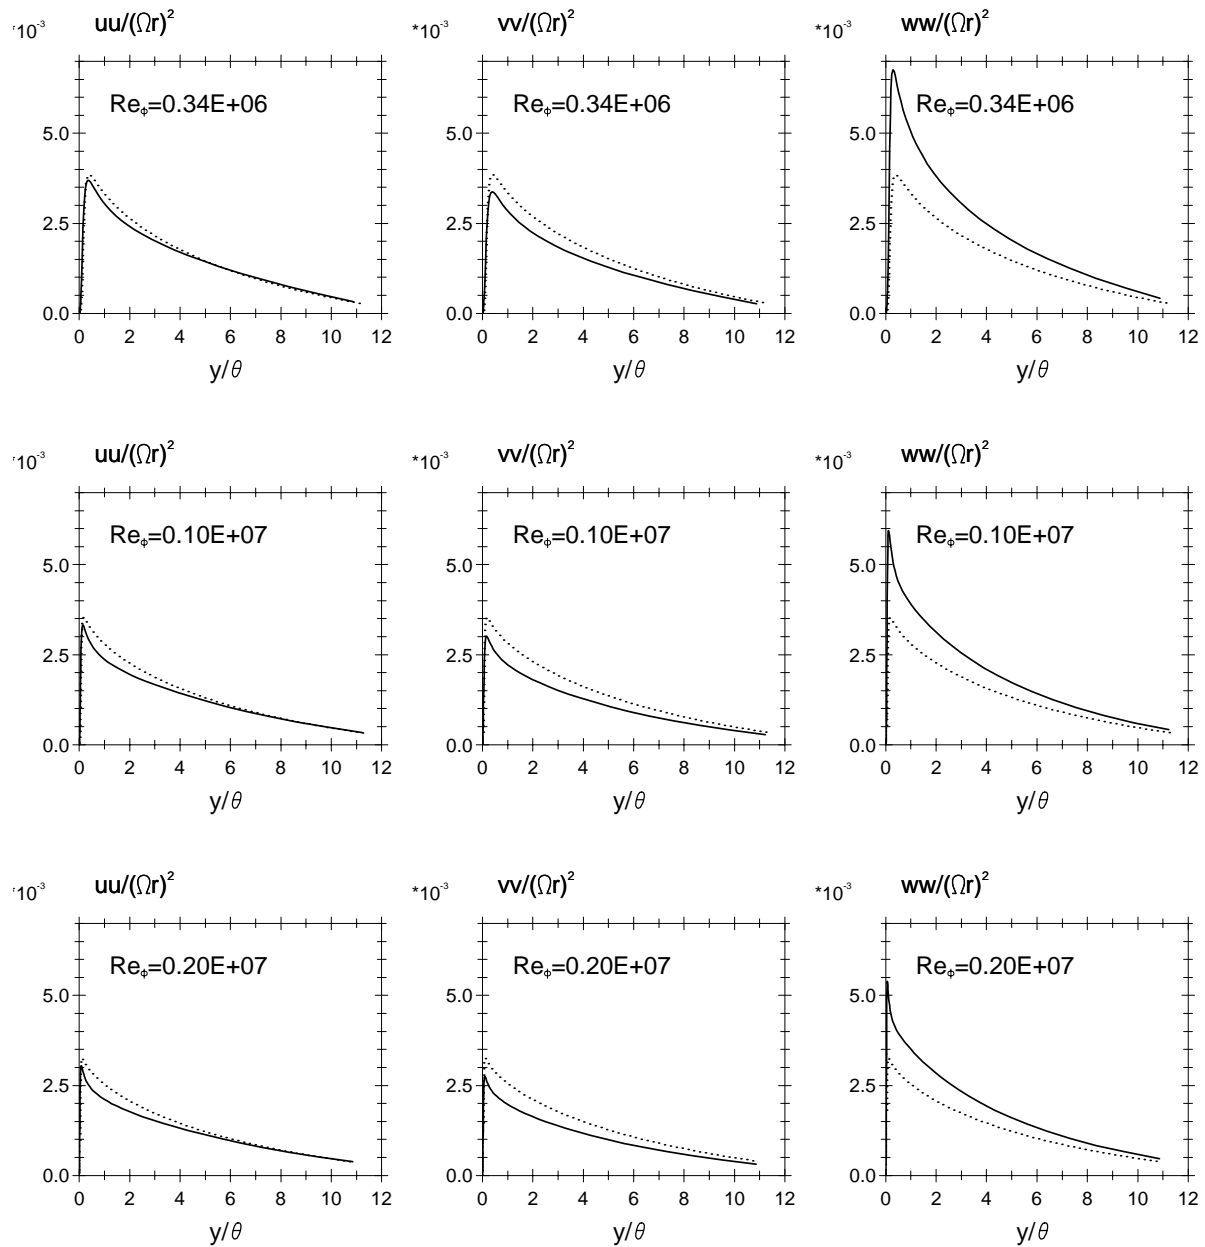 *10⁻³ uu/(Ωr)² *10⁻³ vv/(Ωr)² *10⁻³ ww/(Ωr)²
Reϕ=0.34E+06 Reϕ=0.34E+06 Reϕ=0.34E+06
5.0 5.0 5.0
2.5 2.5 2.5
0.0 0.0 0.0
0 2 4 6 8 10 12 0 2 4 6 8 10 12 0 2 4 6 8 10 12
y/θ y/θ y/θ
*10⁻³ uu/(Ωr)² *10⁻³ vv/(Ωr)² *10⁻³ ww/(Ωr)²
Reϕ=0.10E+07 Reϕ=0.10E+07 Reϕ=0.10E+07
5.0 5.0 5.0
2.5 2.5 2.5
0.0 0.0 0.0
0 2 4 6 8 10 12 0 2 4 6 8 10 12 0 2 4 6 8 10 12
y/θ y/θ y/θ
*10⁻³ uu/(Ωr)² *10⁻³ vv/(Ωr)² *10⁻³ ww/(Ωr)²
Reϕ=0.20E+07 Reϕ=0.20E+07 Reϕ=0.20E+07
5.0 5.0 5.0
2.5 2.5 2.5
0.0 0.0 0.0
0 2 4 6 8 10 12 0 2 4 6 8 10 12 0 2 4 6 8 10 12
y/θ y/θ y/θ